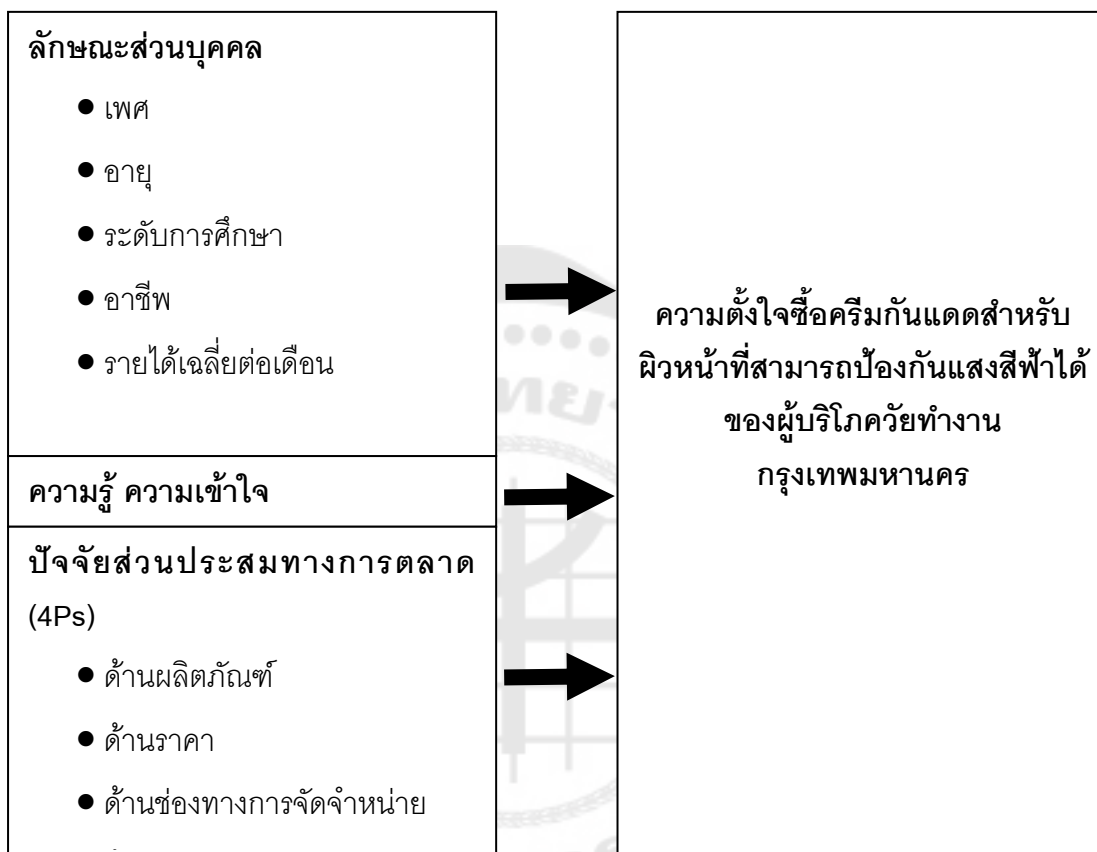 ลักษณะส่วนบุคคล
● เพศ
● อายุ
● ระดับการศึกษา
● อาชีพ
● รายได้เฉลี่ยต่อเดือน
ความรู้ ความเข้าใจ
ปัจจัยส่วนประสมทางการตลาด
(4Ps)
● ด้านผลิตภัณฑ์
● ด้านราคา
● ด้านช่องทางการจัดจำหน่าย
ความตั้งใจซื้อครีมกันแดดสำหรับ
ผิวหน้าที่สามารถป้องกันแสงสีฟ้าได้
ของผู้บริโภควัยทำงาน
กรุงเทพมหานคร